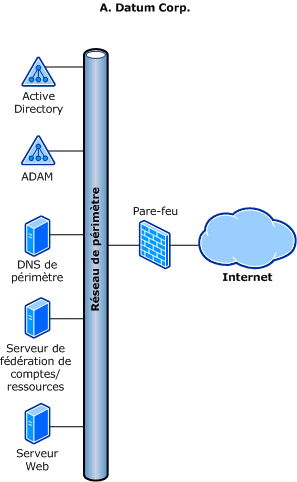 A. Datum Corp.
Active
Directory
ADAM
DNS de
périmètre
Serveur de
fédération de
comptes/
ressources
Serveur
Web
Réseau de périmètre
Pare-feu
Internet